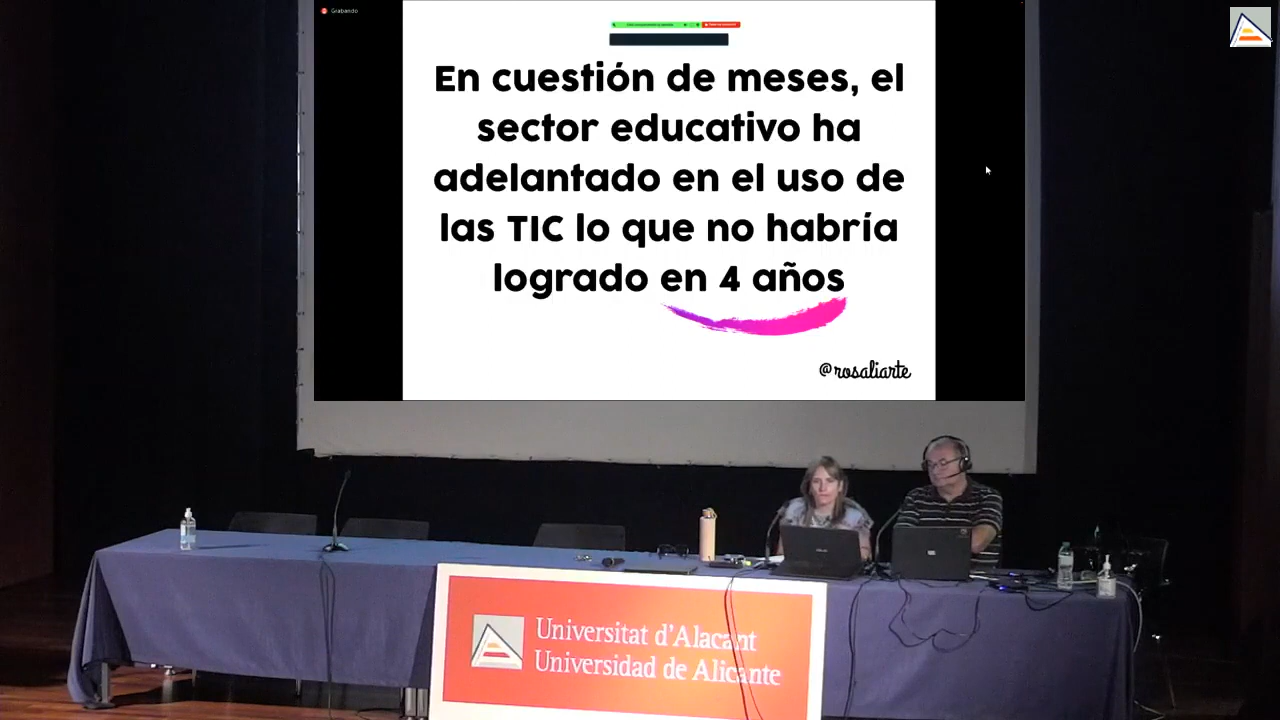 Grabando
En cuestión de meses, el
sector educativo ha
adelantado en el uso de
las TIC lo que no habría
logrado en 4 años
@rosaliarte
Universitat d'Alacant
Universidad de Alicante